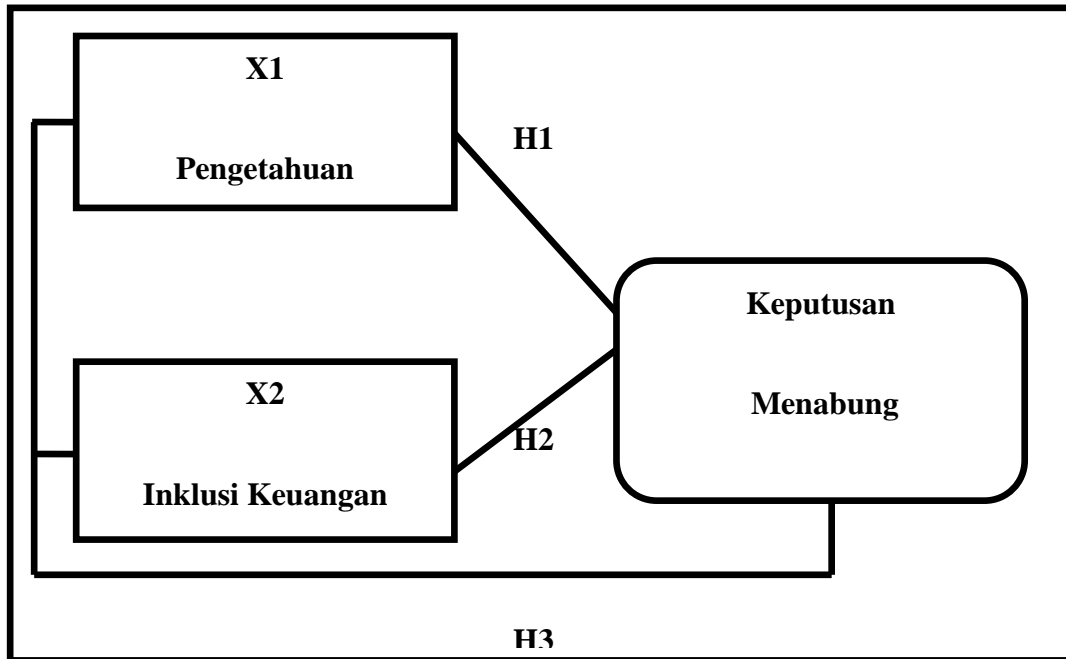 X1
Pengetahuan
H1
Keputusan
Menabung
X2
Inklusi Keuangan
H2
H3